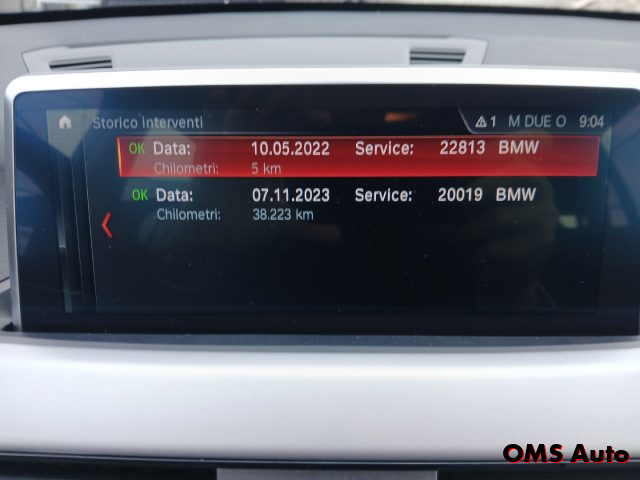 Storico Interventi 1 M DUE O 9:04
OK Data: 10.05.2022 Service: 22813 BMW
Chilometri: 5 km
OK Data: 07.11.2023 Service: 20019 BMW
Chilometri: 38.223 km
OMS Auto